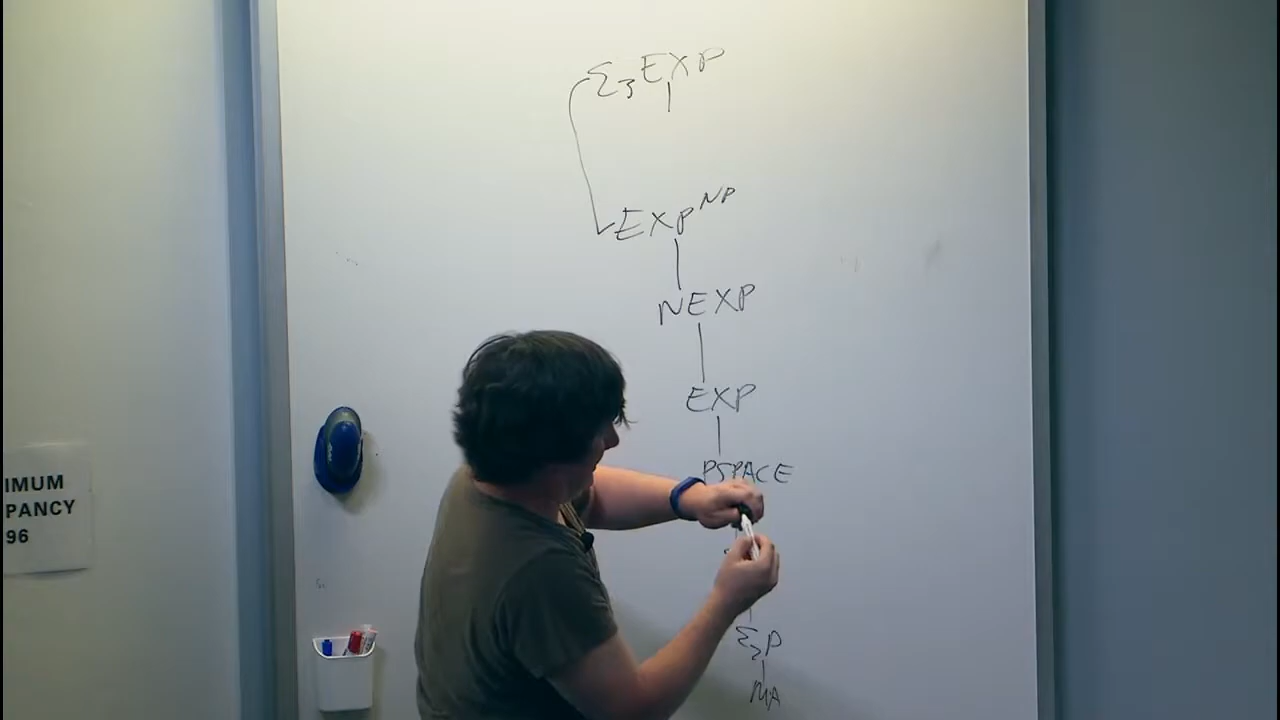 Σ₃EXP
EXP^NP
NEXP
EXP
PSPACE
Σ₂P
MA
IMUM
PANCY
96